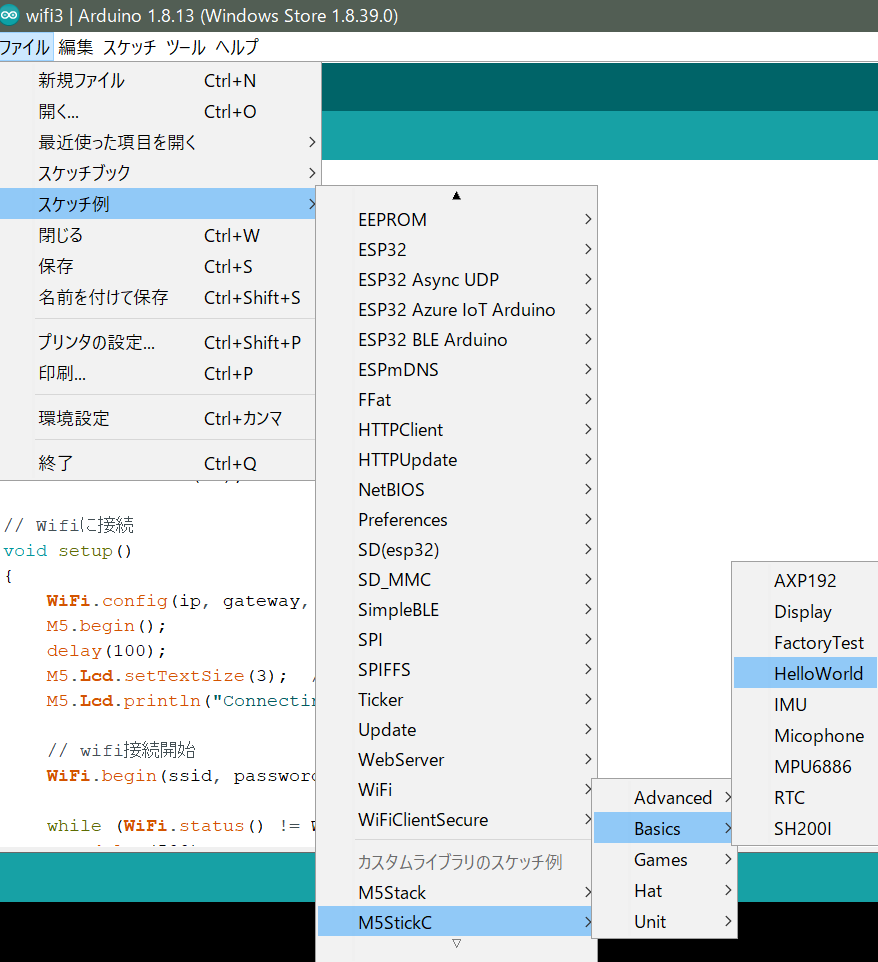 wifi3 | Arduino 1.8.13 (Windows Store 1.8.39.0)
ファイル 編集 スケッチ ツール ヘルプ
新規ファイル Ctrl+N
開く... Ctrl+O
最近使った項目を開く
スケッチブック
スケッチ例
閉じる Ctrl+W
保存 Ctrl+S
名前を付けて保存 Ctrl+Shift+S
プリンタの設定... Ctrl+Shift+P
印刷... Ctrl+P
環境設定 Ctrl+カンマ
終了 Ctrl+Q
EEPROM
ESP32
ESP32 Async UDP
ESP32 Azure IoT Arduino
ESP32 BLE Arduino
ESPmDNS
FFat
HTTPClient
HTTPUpdate
NetBIOS
Preferences
SD(esp32)
SD_MMC
SimpleBLE
SPI
SPIFFS
Ticker
Update
WebServer
WiFi
WiFiClientSecure
カスタムライブラリのスケッチ例
M5Stack
M5StickC
Advanced
Basics
Games
Hat
Unit
AXP192
Display
FactoryTest
HelloWorld
IMU
Micophone
MPU6886
RTC
SH200I
// Wifiに接続
void setup()
{
WiFi.config(ip, gateway,
M5.begin();
delay(100);
M5.Lcd.setTextSize(3); /
M5.Lcd.println("Connectin
// wifi接続開始
WiFi.begin(ssid, password
while (WiFi.status() != W